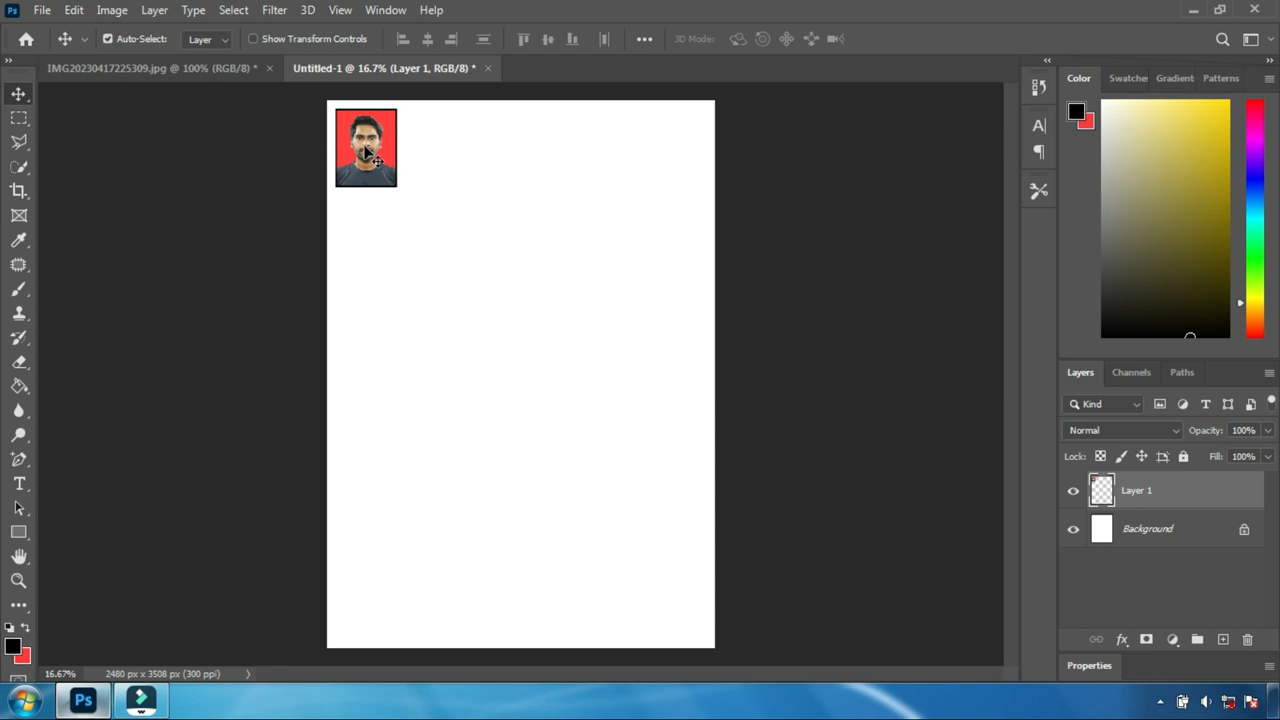 Ps File Edit Image Layer Type Select Filter 3D View Window Help
Auto-Select: Layer Show Transform Controls 3D Mode:
IMG20230417225309.jpg @ 100% (RGB/8) * Untitled-1 @ 16.7% (Layer 1, RGB/8) *
Color Swatches Gradient Patterns
Layers Channels Paths
Kind
Normal Opacity: 100%
Lock: Fill: 100%
Layer 1
Background
Properties
16.67% 2480 px x 3508 px (300 ppi)
Ps